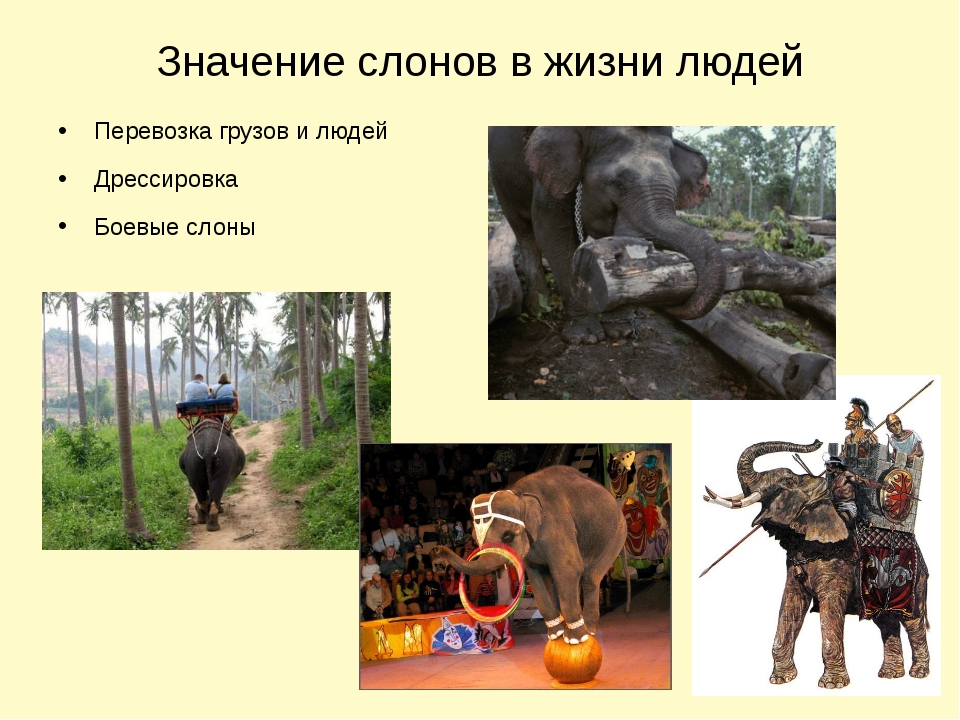 Значение слонов в жизни людей
• Перевозка грузов и людей
• Дрессировка
• Боевые слоны